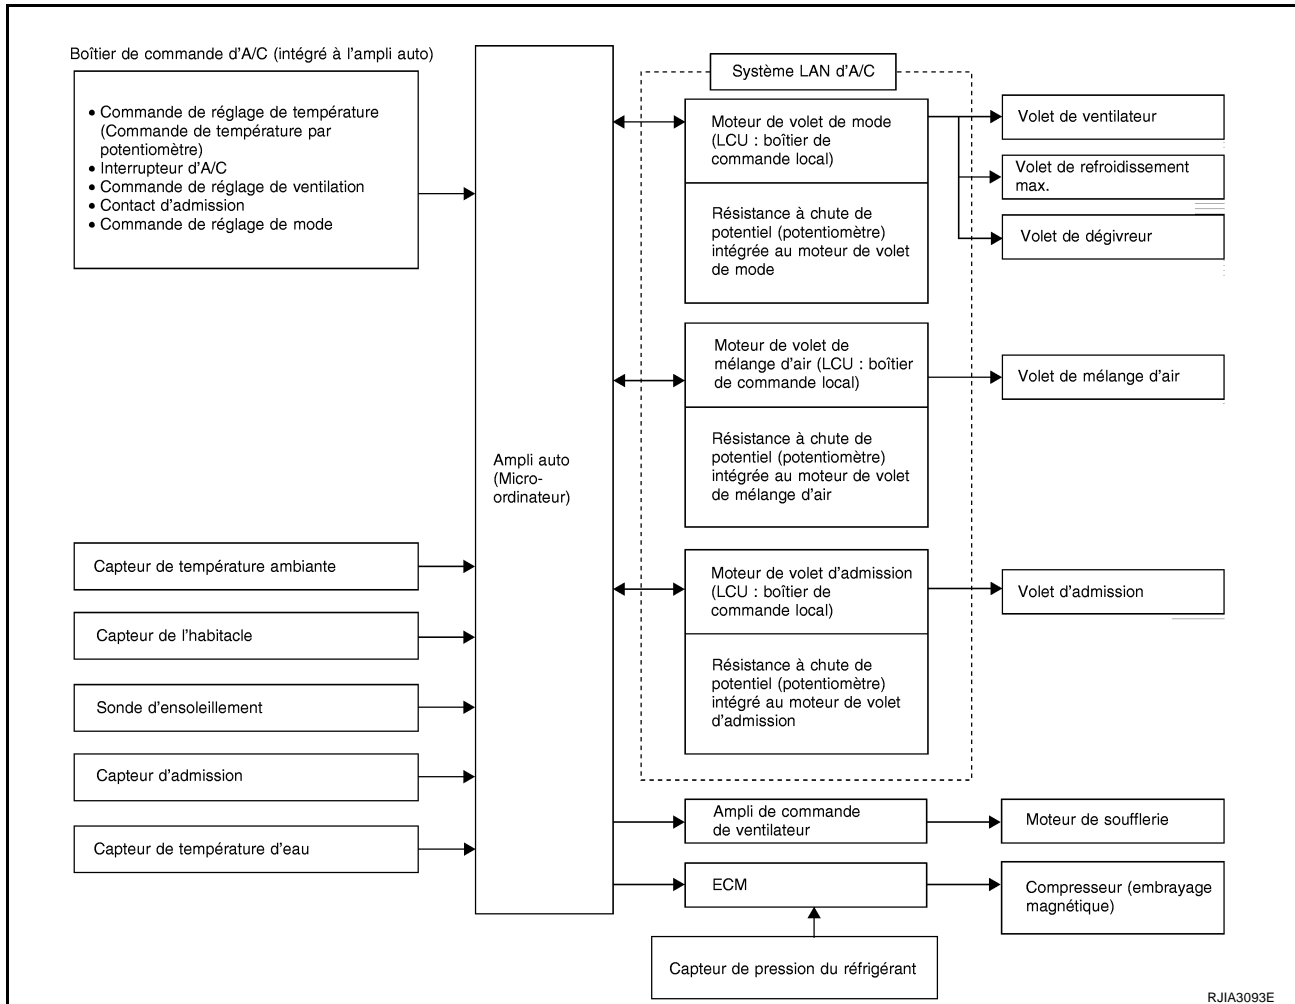 Boîtier de commande d'A/C (intégré à l'ampli auto)
• Commande de réglage de température
(Commande de température par
potentiomètre)
• Interrupteur d'A/C
• Commande de réglage de ventilation
• Contact d'admission
• Commande de réglage de mode
Capteur de température ambiante
Capteur de l'habitacle
Sonde d'ensoleillement
Capteur d'admission
Capteur de température d'eau
Ampli auto
(Micro-
ordinateur)
Système LAN d'A/C
Moteur de volet de mode
(LCU : boîtier de
commande local)
Résistance à chute de
potentiel (potentiomètre)
intégrée au moteur de volet
de mode
Moteur de volet de
mélange d'air (LCU : boîtier
de commande local)
Résistance à chute de
potentiel (potentiomètre)
intégrée au moteur de volet
de mélange d'air
Moteur de volet d'admission
(LCU : boîtier de
commande local)
Résistance à chute de
potentiel (potentiomètre)
intégré au moteur de volet
d'admission
Ampli de commande
de ventilateur
ECM
Capteur de pression du réfrigérant
Volet de ventilateur
Volet de refroidissement
max.
Volet de dégivreur
Volet de mélange d'air
Volet d'admission
Moteur de soufflerie
Compresseur (embrayage
magnétique)
RJIA3093E